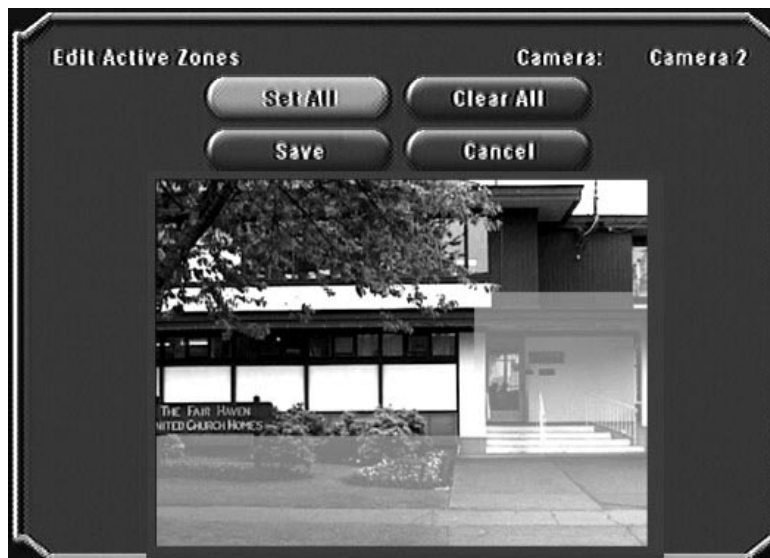 Edit Active Zones Camera: Camera 2
Set All Clear All
Save Cancel
THE FAIR HAVEN
NITED CHURCH HOMES